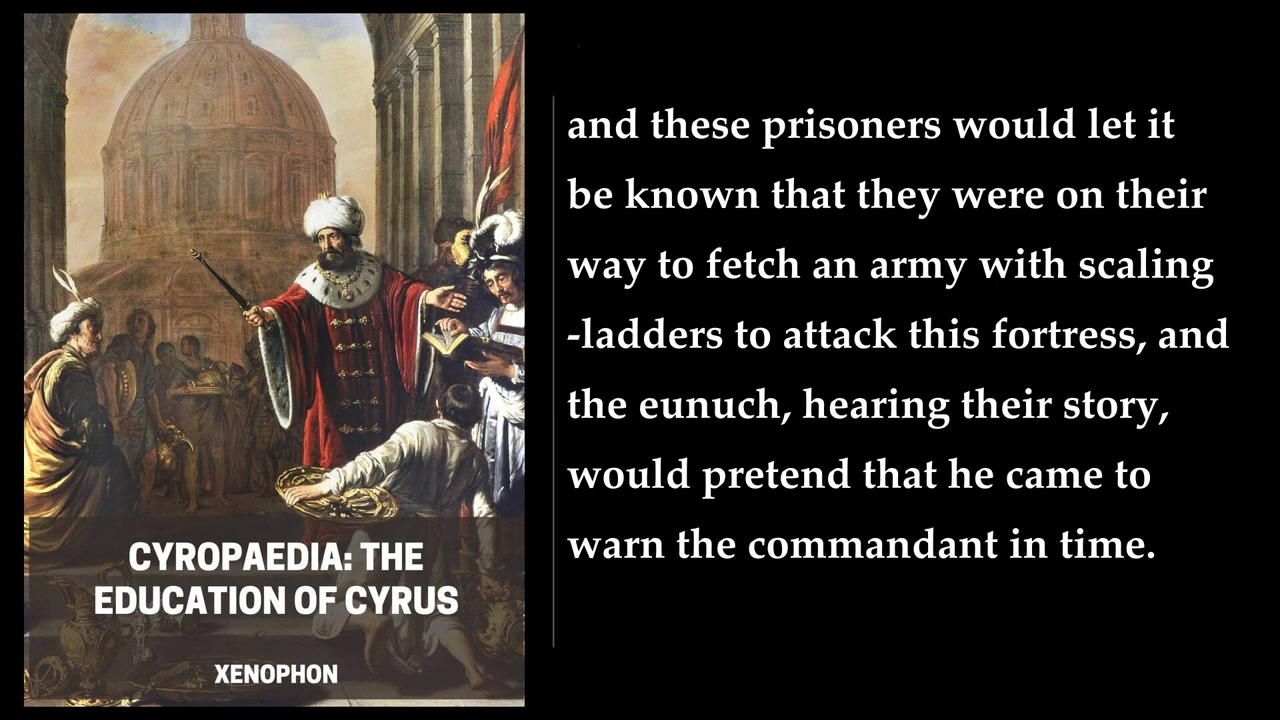 CYROPAEDIA: THE
EDUCATION OF CYRUS
XENOPHON
and these prisoners would let it
be known that they were on their
way to fetch an army with scaling
-ladders to attack this fortress, and
the eunuch, hearing their story,
would pretend that he came to
warn the commandant in time.